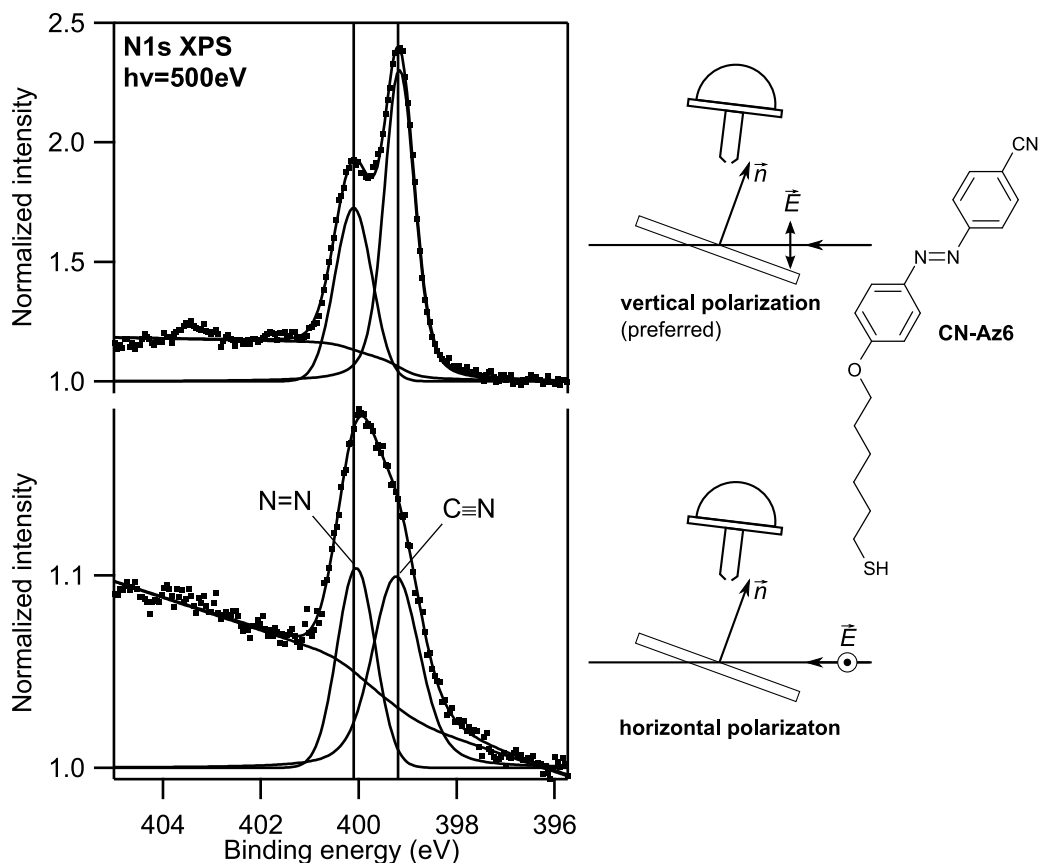 N1s XPS
hν=500eV
Normalized intensity
2.5
2.0
1.5
1.0
n
E
vertical polarization
(preferred)
CN
N=N
O
SH
CN-Az6
Normalized intensity
1.1
1.0
N=N
C≡N
n
E
horizontal polarizaton
404
402
400
398
396
Binding energy (eV)